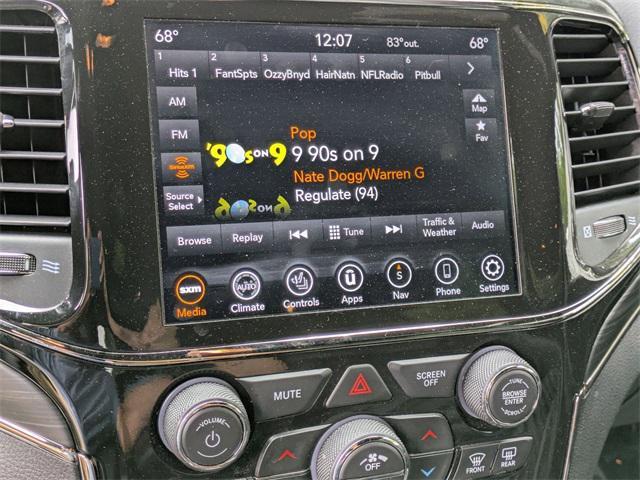 68° 12:07 83°out. 68°
1 2 3 4 5 6
Hits 1 FantSpts OzzyBnyd HairNatn NFLRadio Pitbull
AM
Map
FM
Fav
SiriusXM
'90s ON 9
Pop
9 90s on 9
Nate Dogg/Warren G
Regulate (94)
Source
Select
Browse Replay Tune Traffic & Weather Audio
sxm AUTO S
Media Climate Controls Apps Nav Phone Settings
VOLUME
MUTE
SCREEN
OFF
TUNE
BROWSE
ENTER
SCROLL
OFF
FRONT
REAR